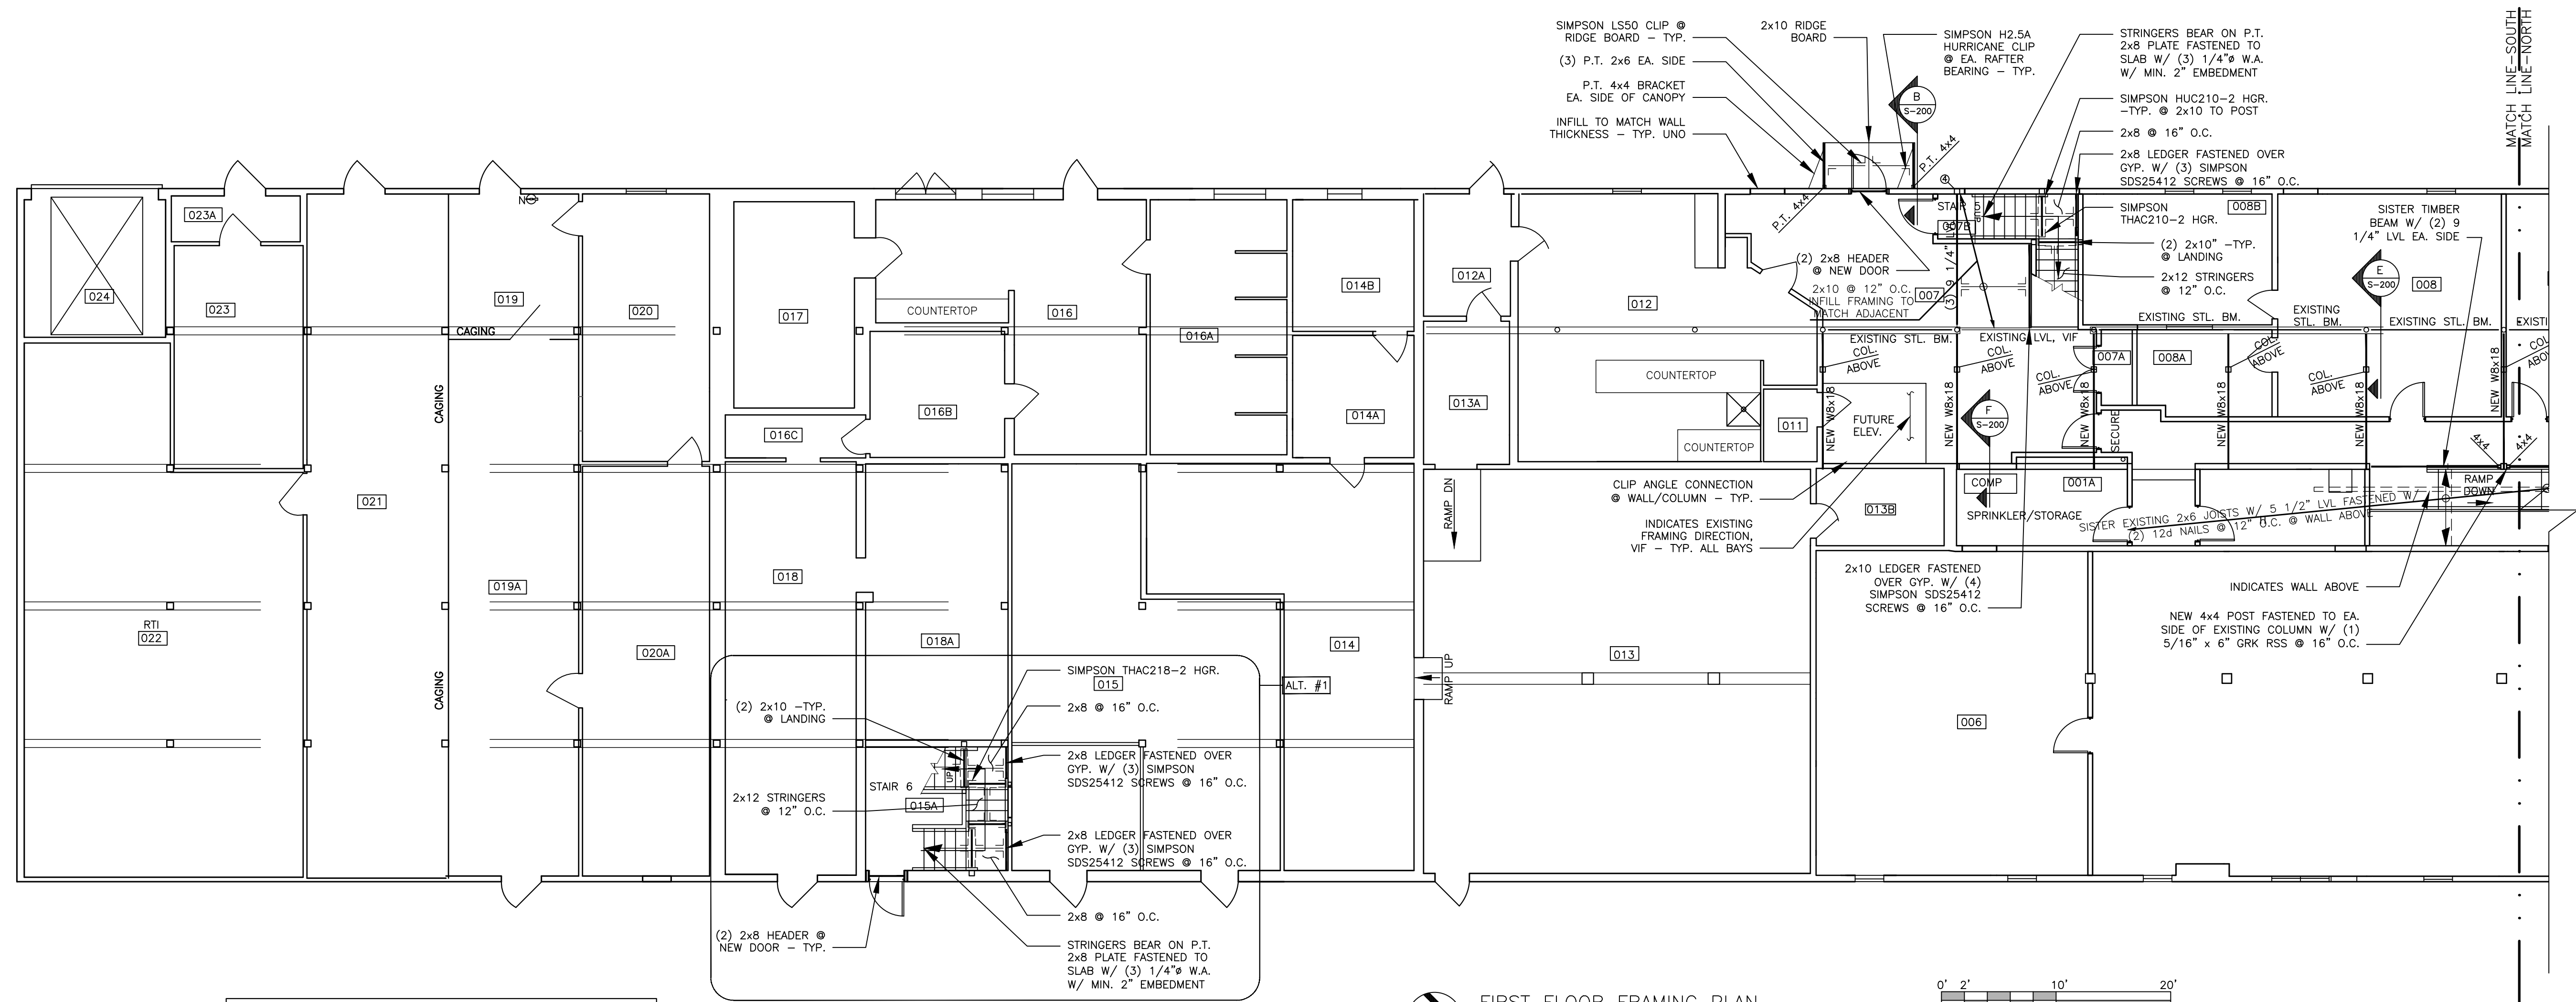 SIMPSON LS50 CLIP @
RIDGE BOARD – TYP.
(3) P.T. 2x6 EA. SIDE
P.T. 4x4 BRACKET
EA. SIDE OF CANOPY
INFILL TO MATCH WALL
THICKNESS – TYP. UNO
2x10 RIDGE
BOARD
SIMPSON H2.5A
HURRICANE CLIP
@ EA. RAFTER
BEARING – TYP.
B
S-200
STRINGERS BEAR ON P.T.
2x8 PLATE FASTENED TO
SLAB W/ (3) 1/4"ø W.A.
W/ MIN. 2" EMBEDMENT
SIMPSON HUC210-2 HGR.
-TYP. @ 2x10 TO POST
2x8 @ 16" O.C.
2x8 LEDGER FASTENED OVER
GYP. W/ (3) SIMPSON
SDS25412 SCREWS @ 16" O.C.
MATCH LINE-SOUTH
MATCH LINE-NORTH
P.T. 4x4
P.T. 4x4
4
STAIR 5
UP
007B
SIMPSON
THAC210-2 HGR.
008B
(2) 2x10" -TYP.
@ LANDING
2x12 STRINGERS
@ 12" O.C.
SISTER TIMBER
BEAM W/ (2) 9
1/4" LVL EA. SIDE
E
S-200
008
(2) 2x8 HEADER
@ NEW DOOR
2x10 @ 12" O.C.
INFILL FRAMING TO
MATCH ADJACENT
007
EXISTING STL. BM.
EXISTING LVL, VIF
EXISTING STL. BM.
EXISTING
STL. BM.
EXISTING STL. BM.
EXISTI
COL.
ABOVE
COL.
ABOVE
COL.
ABOVE
COL.
ABOVE
COL.
ABOVE
007A
008A
NEW W8x18
NEW W8x18
NEW W8x18
NEW W8x18
NEW W8x18
NEW W8x18
SECURE
FUTURE
ELEV.
F
S-200
4x4
4x4
023A
024
023
019
CAGING
020
017
COUNTERTOP
016
016A
014B
012A
012
COUNTERTOP
COUNTERTOP
011
016B
016C
014A
013A
CAGING
021
019A
018
RAMP DN
CLIP ANGLE CONNECTION
@ WALL/COLUMN – TYP.
INDICATES EXISTING
FRAMING DIRECTION,
VIF – TYP. ALL BAYS
013B
COMP
001A
SPRINKLER/STORAGE
RAMP
DOWN
SISTER EXISTING 2x6 JOISTS W/ 5 1/2" LVL FASTENED W/
(2) 12d NAILS @ 12" O.C. @ WALL ABOVE
2x10 LEDGER FASTENED
OVER GYP. W/ (4)
SIMPSON SDS25412
SCREWS @ 16" O.C.
INDICATES WALL ABOVE
NEW 4x4 POST FASTENED TO EA.
SIDE OF EXISTING COLUMN W/ (1)
5/16" x 6" GRK RSS @ 16" O.C.
RTI
022
CAGING
020A
018A
014
013
RAMP UP
006
SIMPSON THAC218-2 HGR.
015
ALT. #1
(2) 2x10 -TYP.
@ LANDING
2x8 @ 16" O.C.
2x8 LEDGER FASTENED OVER
GYP. W/ (3) SIMPSON
SDS25412 SCREWS @ 16" O.C.
UP
STAIR 6
015A
2x12 STRINGERS
@ 12" O.C.
2x8 LEDGER FASTENED OVER
GYP. W/ (3) SIMPSON
SDS25412 SCREWS @ 16" O.C.
2x8 @ 16" O.C.
(2) 2x8 HEADER @
NEW DOOR – TYP.
STRINGERS BEAR ON P.T.
2x8 PLATE FASTENED TO
SLAB W/ (3) 1/4"ø W.A.
W/ MIN. 2" EMBEDMENT
FIRST FLOOR FRAMING PLAN
0' 2' 10' 20'